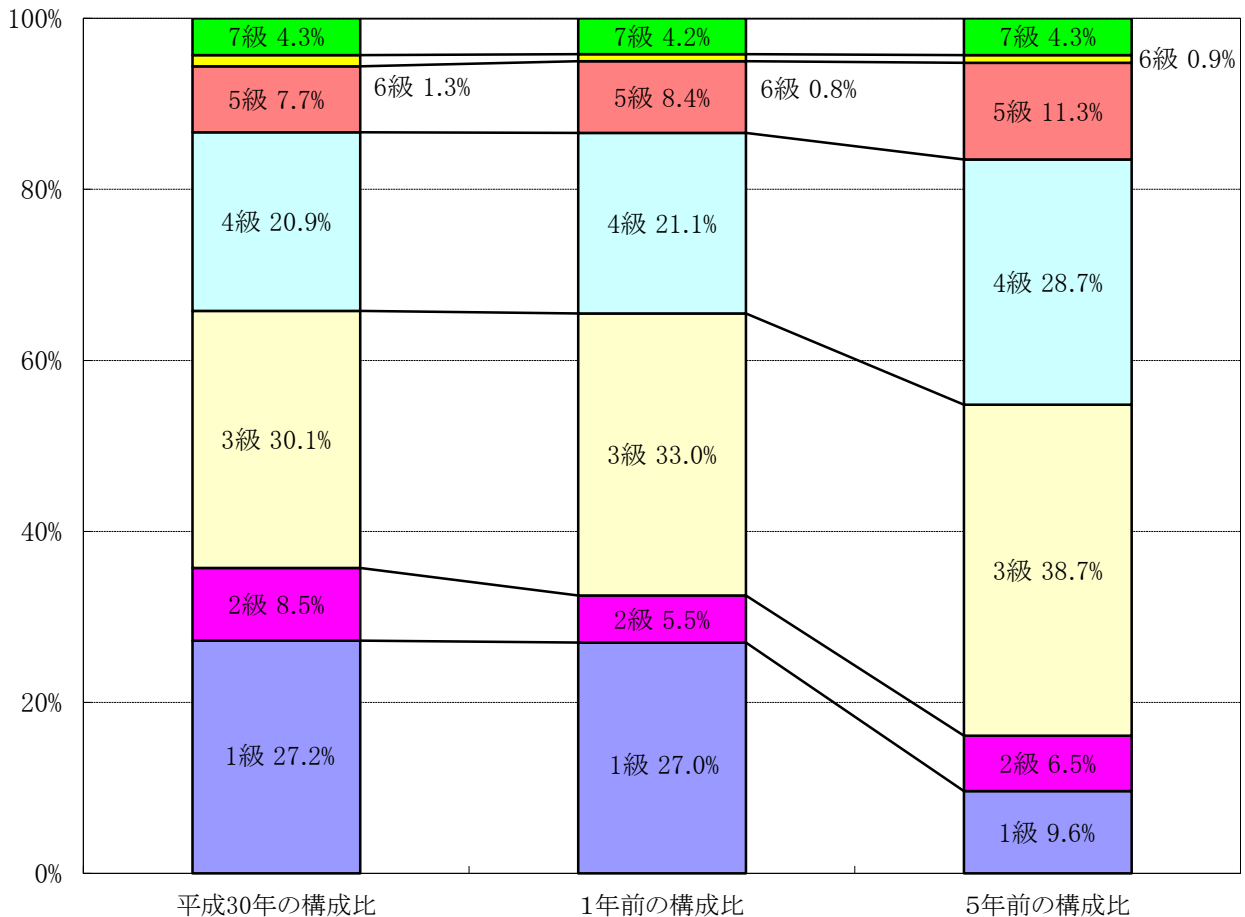 100%
80%
60%
40%
20%
0%
7級 4.3%
6級 1.3%
5級 7.7%
4級 20.9%
3級 30.1%
2級 8.5%
1級 27.2%
平成30年の構成比
7級 4.2%
6級 0.8%
5級 8.4%
4級 21.1%
3級 33.0%
2級 5.5%
1級 27.0%
1年前の構成比
7級 4.3%
6級 0.9%
5級 11.3%
4級 28.7%
3級 38.7%
2級 6.5%
1級 9.6%
5年前の構成比